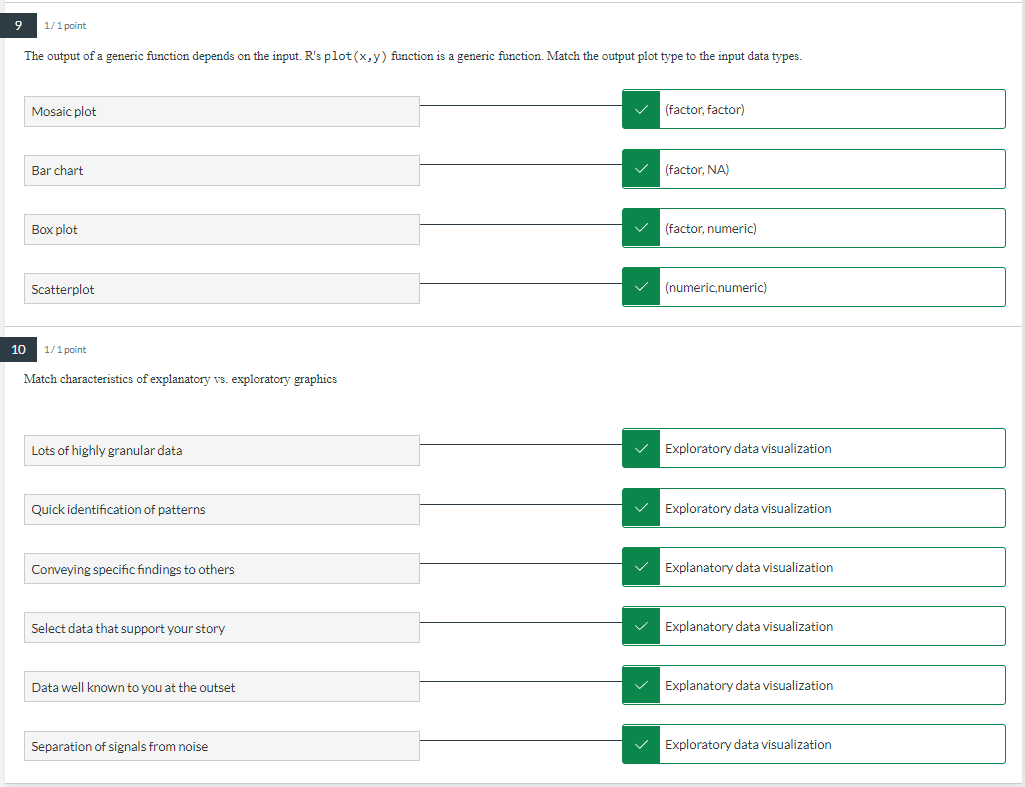 9 1 / 1 point
The output of a generic function depends on the input. R's plot(x,y) function is a generic function. Match the output plot type to the input data types.
Mosaic plot (factor, factor)
Bar chart (factor, NA)
Box plot (factor, numeric)
Scatterplot (numeric,numeric)
10 1 / 1 point
Match characteristics of explanatory vs. exploratory graphics
Lots of highly granular data Exploratory data visualization
Quick identification of patterns Exploratory data visualization
Conveying specific findings to others Explanatory data visualization
Select data that support your story Explanatory data visualization
Data well known to you at the outset Explanatory data visualization
Separation of signals from noise Exploratory data visualization